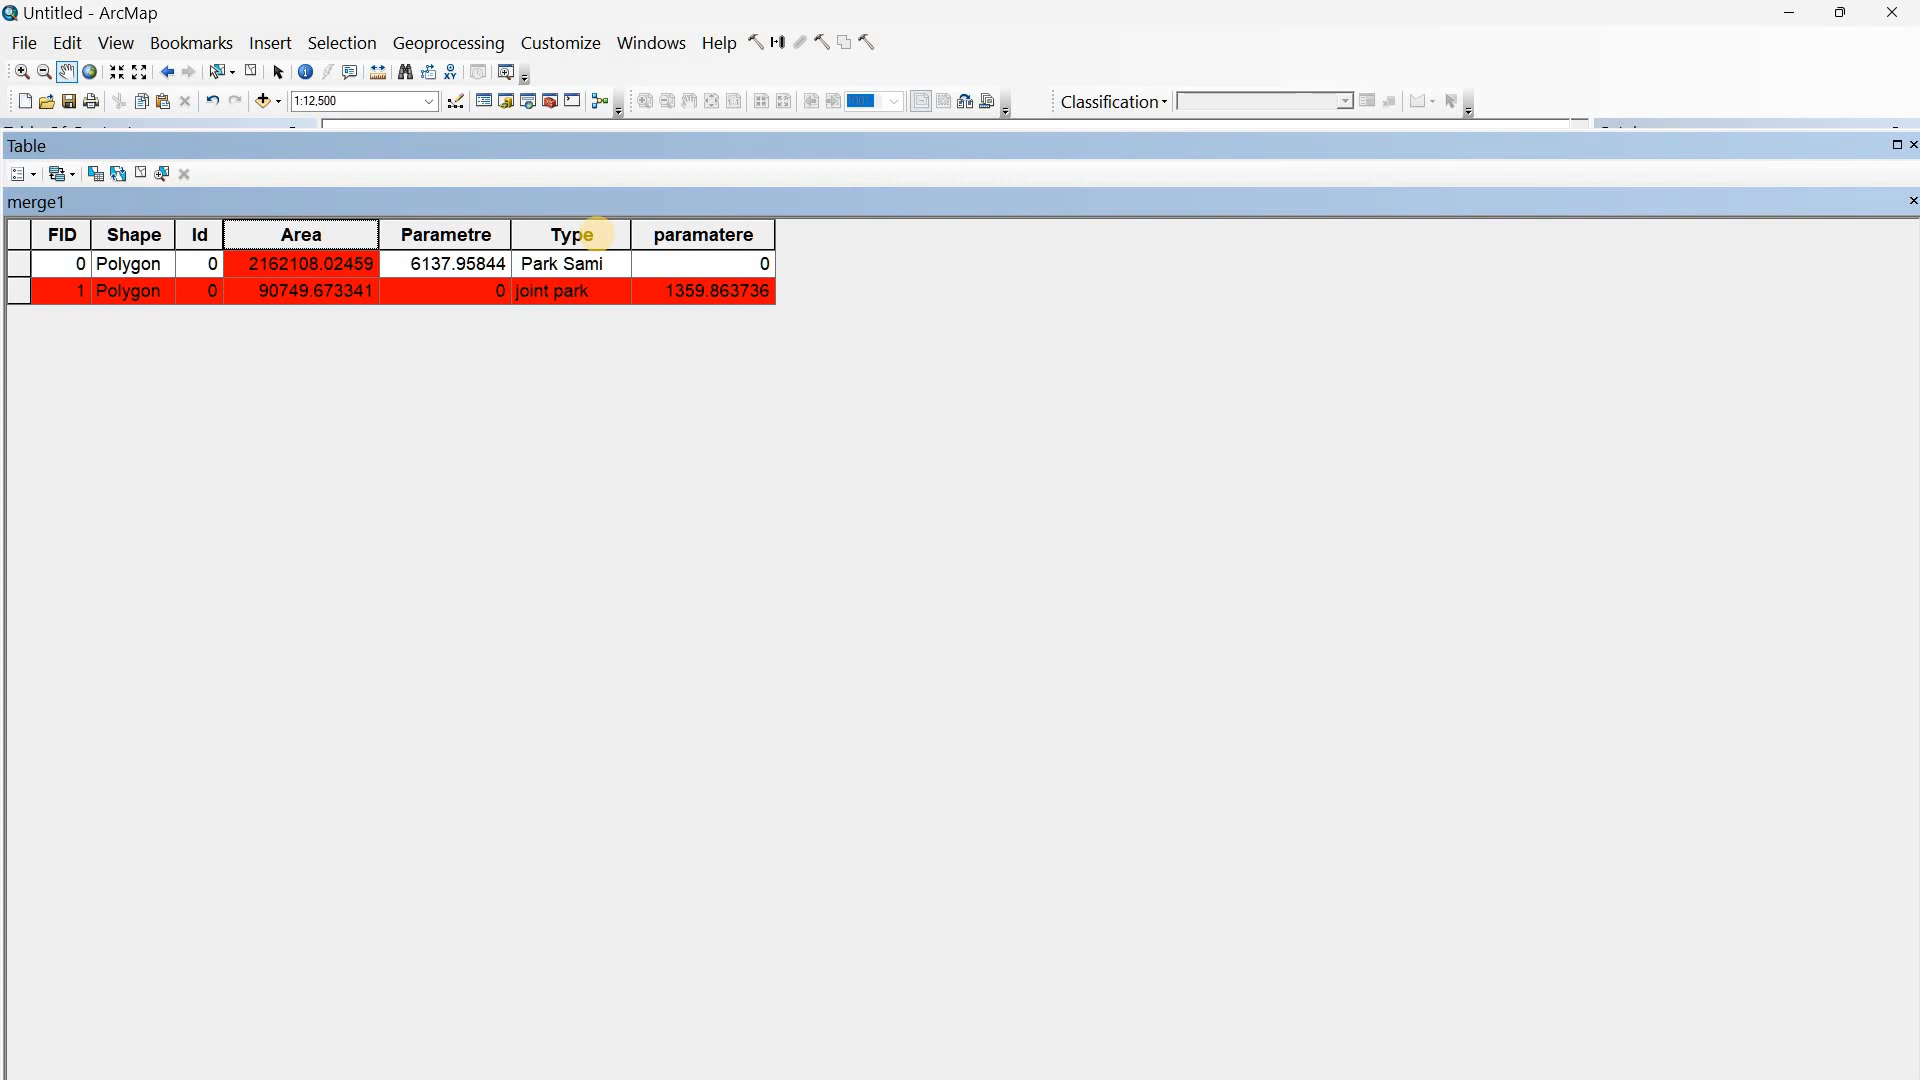 Untitled - ArcMap
File Edit View Bookmarks Insert Selection Geoprocessing Customize Windows Help
1:12,500 Classification
Table
merge1
FID Shape Id Area Parametre Type paramatere
0 Polygon 0 2162108.02459 6137.95844 Park Sami 0
1 Polygon 0 90749.673341 0 joint park 1359.863736